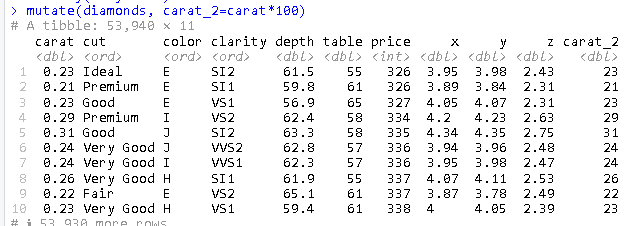 > mutate(diamonds, carat_2=carat*100)
# A tibble: 53,940 × 11
carat cut color clarity depth table price x y z carat_2
<dbl> <ord> <ord> <ord> <dbl> <dbl> <int> <dbl> <dbl> <dbl> <dbl>
1 0.23 Ideal E SI2 61.5 55 326 3.95 3.98 2.43 23
2 0.21 Premium E SI1 59.8 61 326 3.89 3.84 2.31 21
3 0.23 Good E VS1 56.9 65 327 4.05 4.07 2.31 23
4 0.29 Premium I VS2 62.4 58 334 4.2 4.23 2.63 29
5 0.31 Good J SI2 63.3 58 335 4.34 4.35 2.75 31
6 0.24 Very Good J VVS2 62.8 57 336 3.94 3.96 2.48 24
7 0.24 Very Good I VVS1 62.3 57 336 3.95 3.98 2.47 24
8 0.26 Very Good H SI1 61.9 55 337 4.07 4.11 2.53 26
9 0.22 Fair E VS2 65.1 61 337 3.87 3.78 2.49 22
10 0.23 Very Good H VS1 59.4 61 338 4 4.05 2.39 23
# ℹ 53,930 more rows